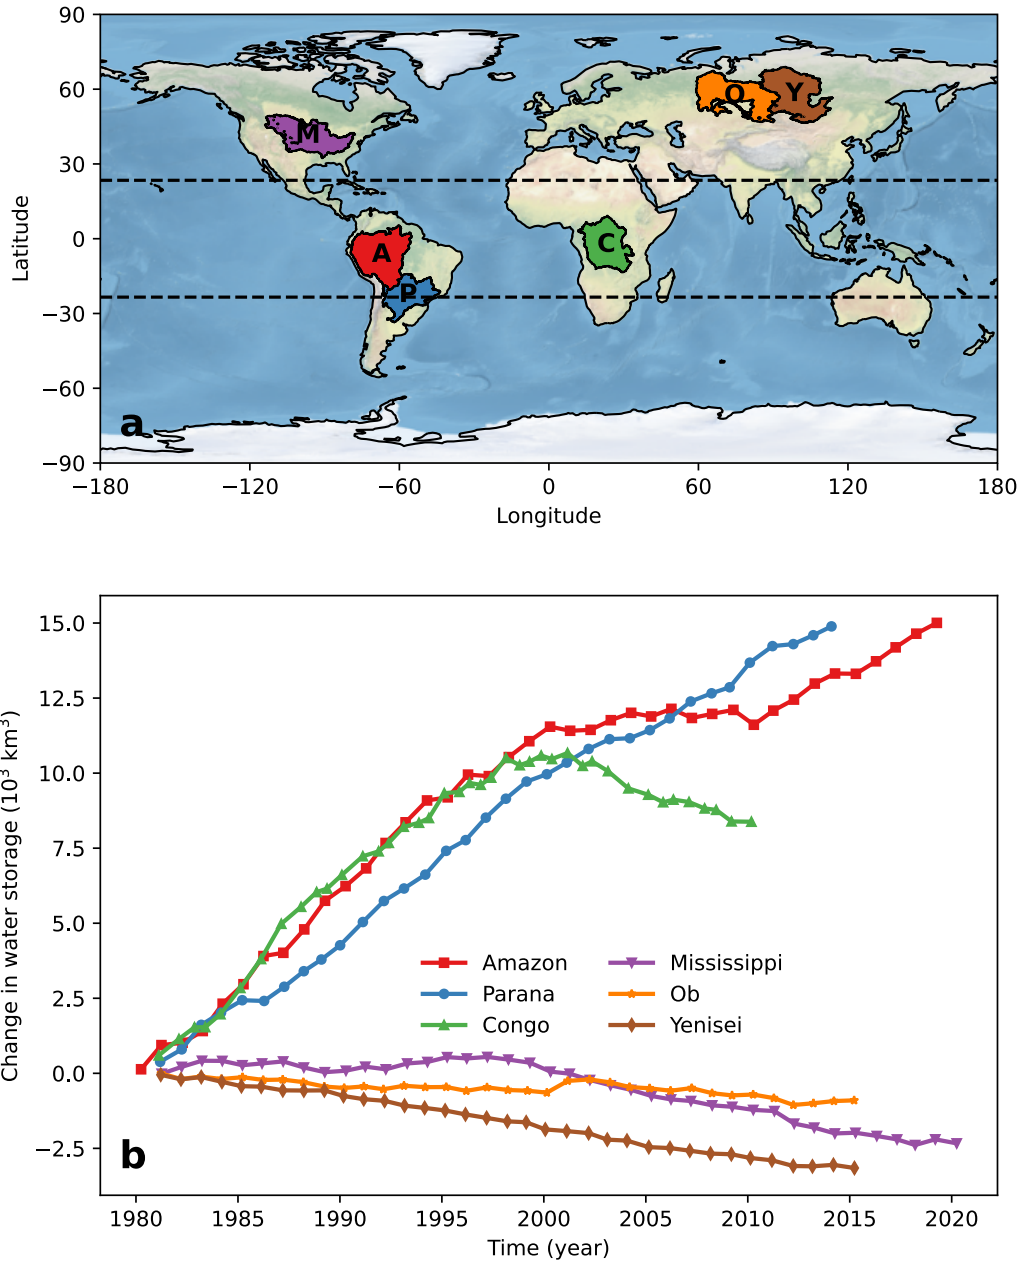 90
60
30
0
−30
−60
−90
Latitude
M
O
Y
A
C
P
a
−180
−120
−60
0
60
120
180
Longitude
15.0
12.5
10.0
7.5
5.0
2.5
0.0
−2.5
Change in water storage (10³ km³)
Amazon
Parana
Congo
Mississippi
Ob
Yenisei
b
1980
1985
1990
1995
2000
2005
2010
2015
2020
Time (year)